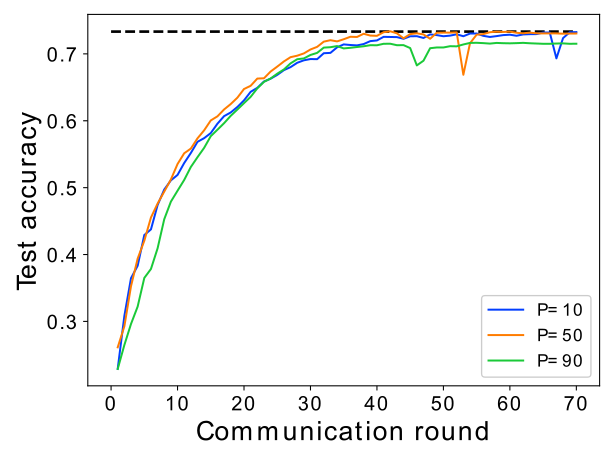 0.7
0.6
0.5
0.4
0.3
Test accuracy
P= 10
P= 50
P= 90
0 10 20 30 40 50 60 70
Communication round